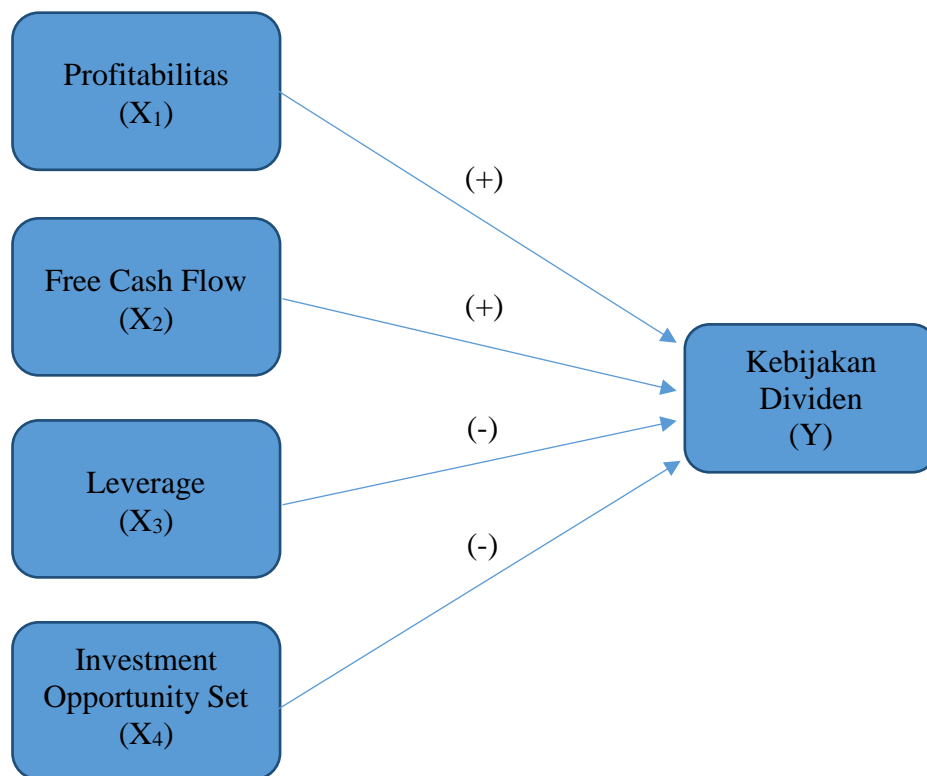 Profitabilitas
(X₁)
(+)
Free Cash Flow
(X₂)
(+)
Kebijakan
Dividen
(Y)
Leverage
(X₃)
(-)
(-)
Investment
Opportunity Set
(X₄)